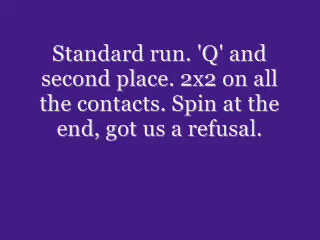 Standard run. 'Q' and
second place. 2x2 on all
the contacts. Spin at the
end, got us a refusal.